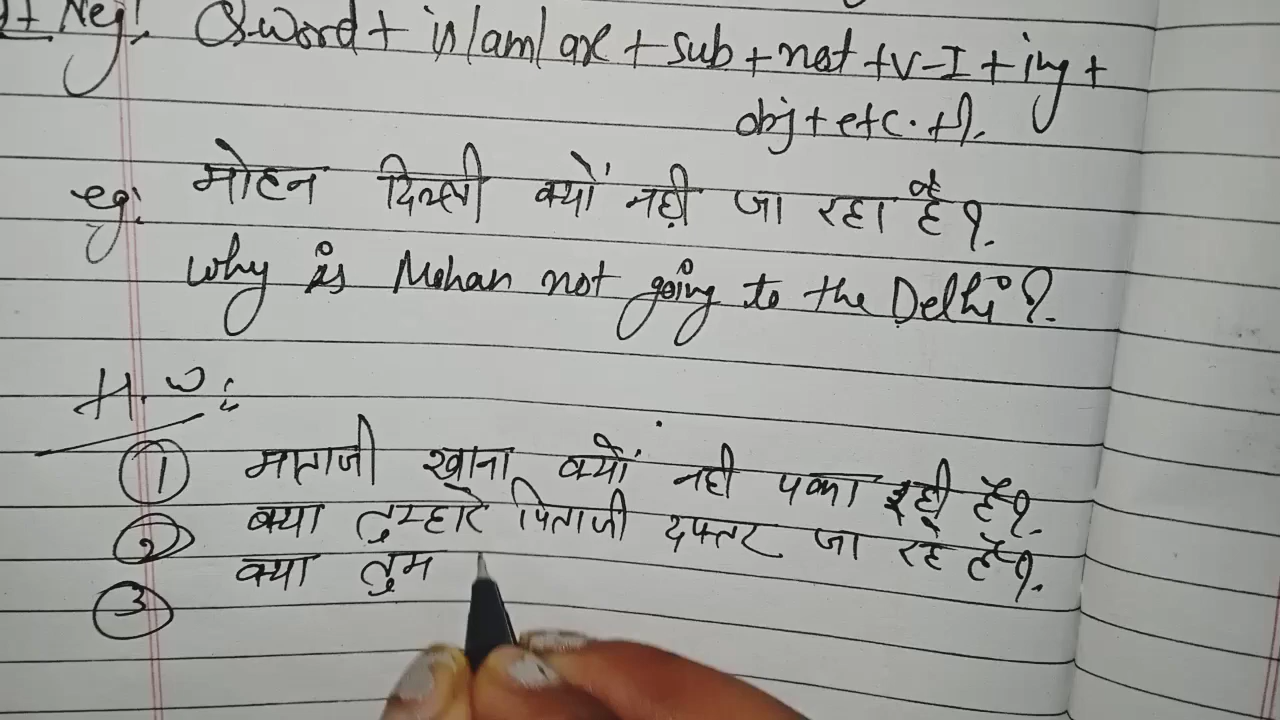 + Neg: Q.word + is/am/are + sub + not + V-I + ing +
obj + etc. + ?.
eg: मोहन दिल्ली क्यों नहीं जा रहा है ?.
Why is Mohan not going to the Delhi ?.
H.W:
① माताजी खाना क्यों नही पका रही हैं ?.
② क्या तुम्हारे पिताजी दफ्तर जा रहे हैं ?.
③ क्या तुम